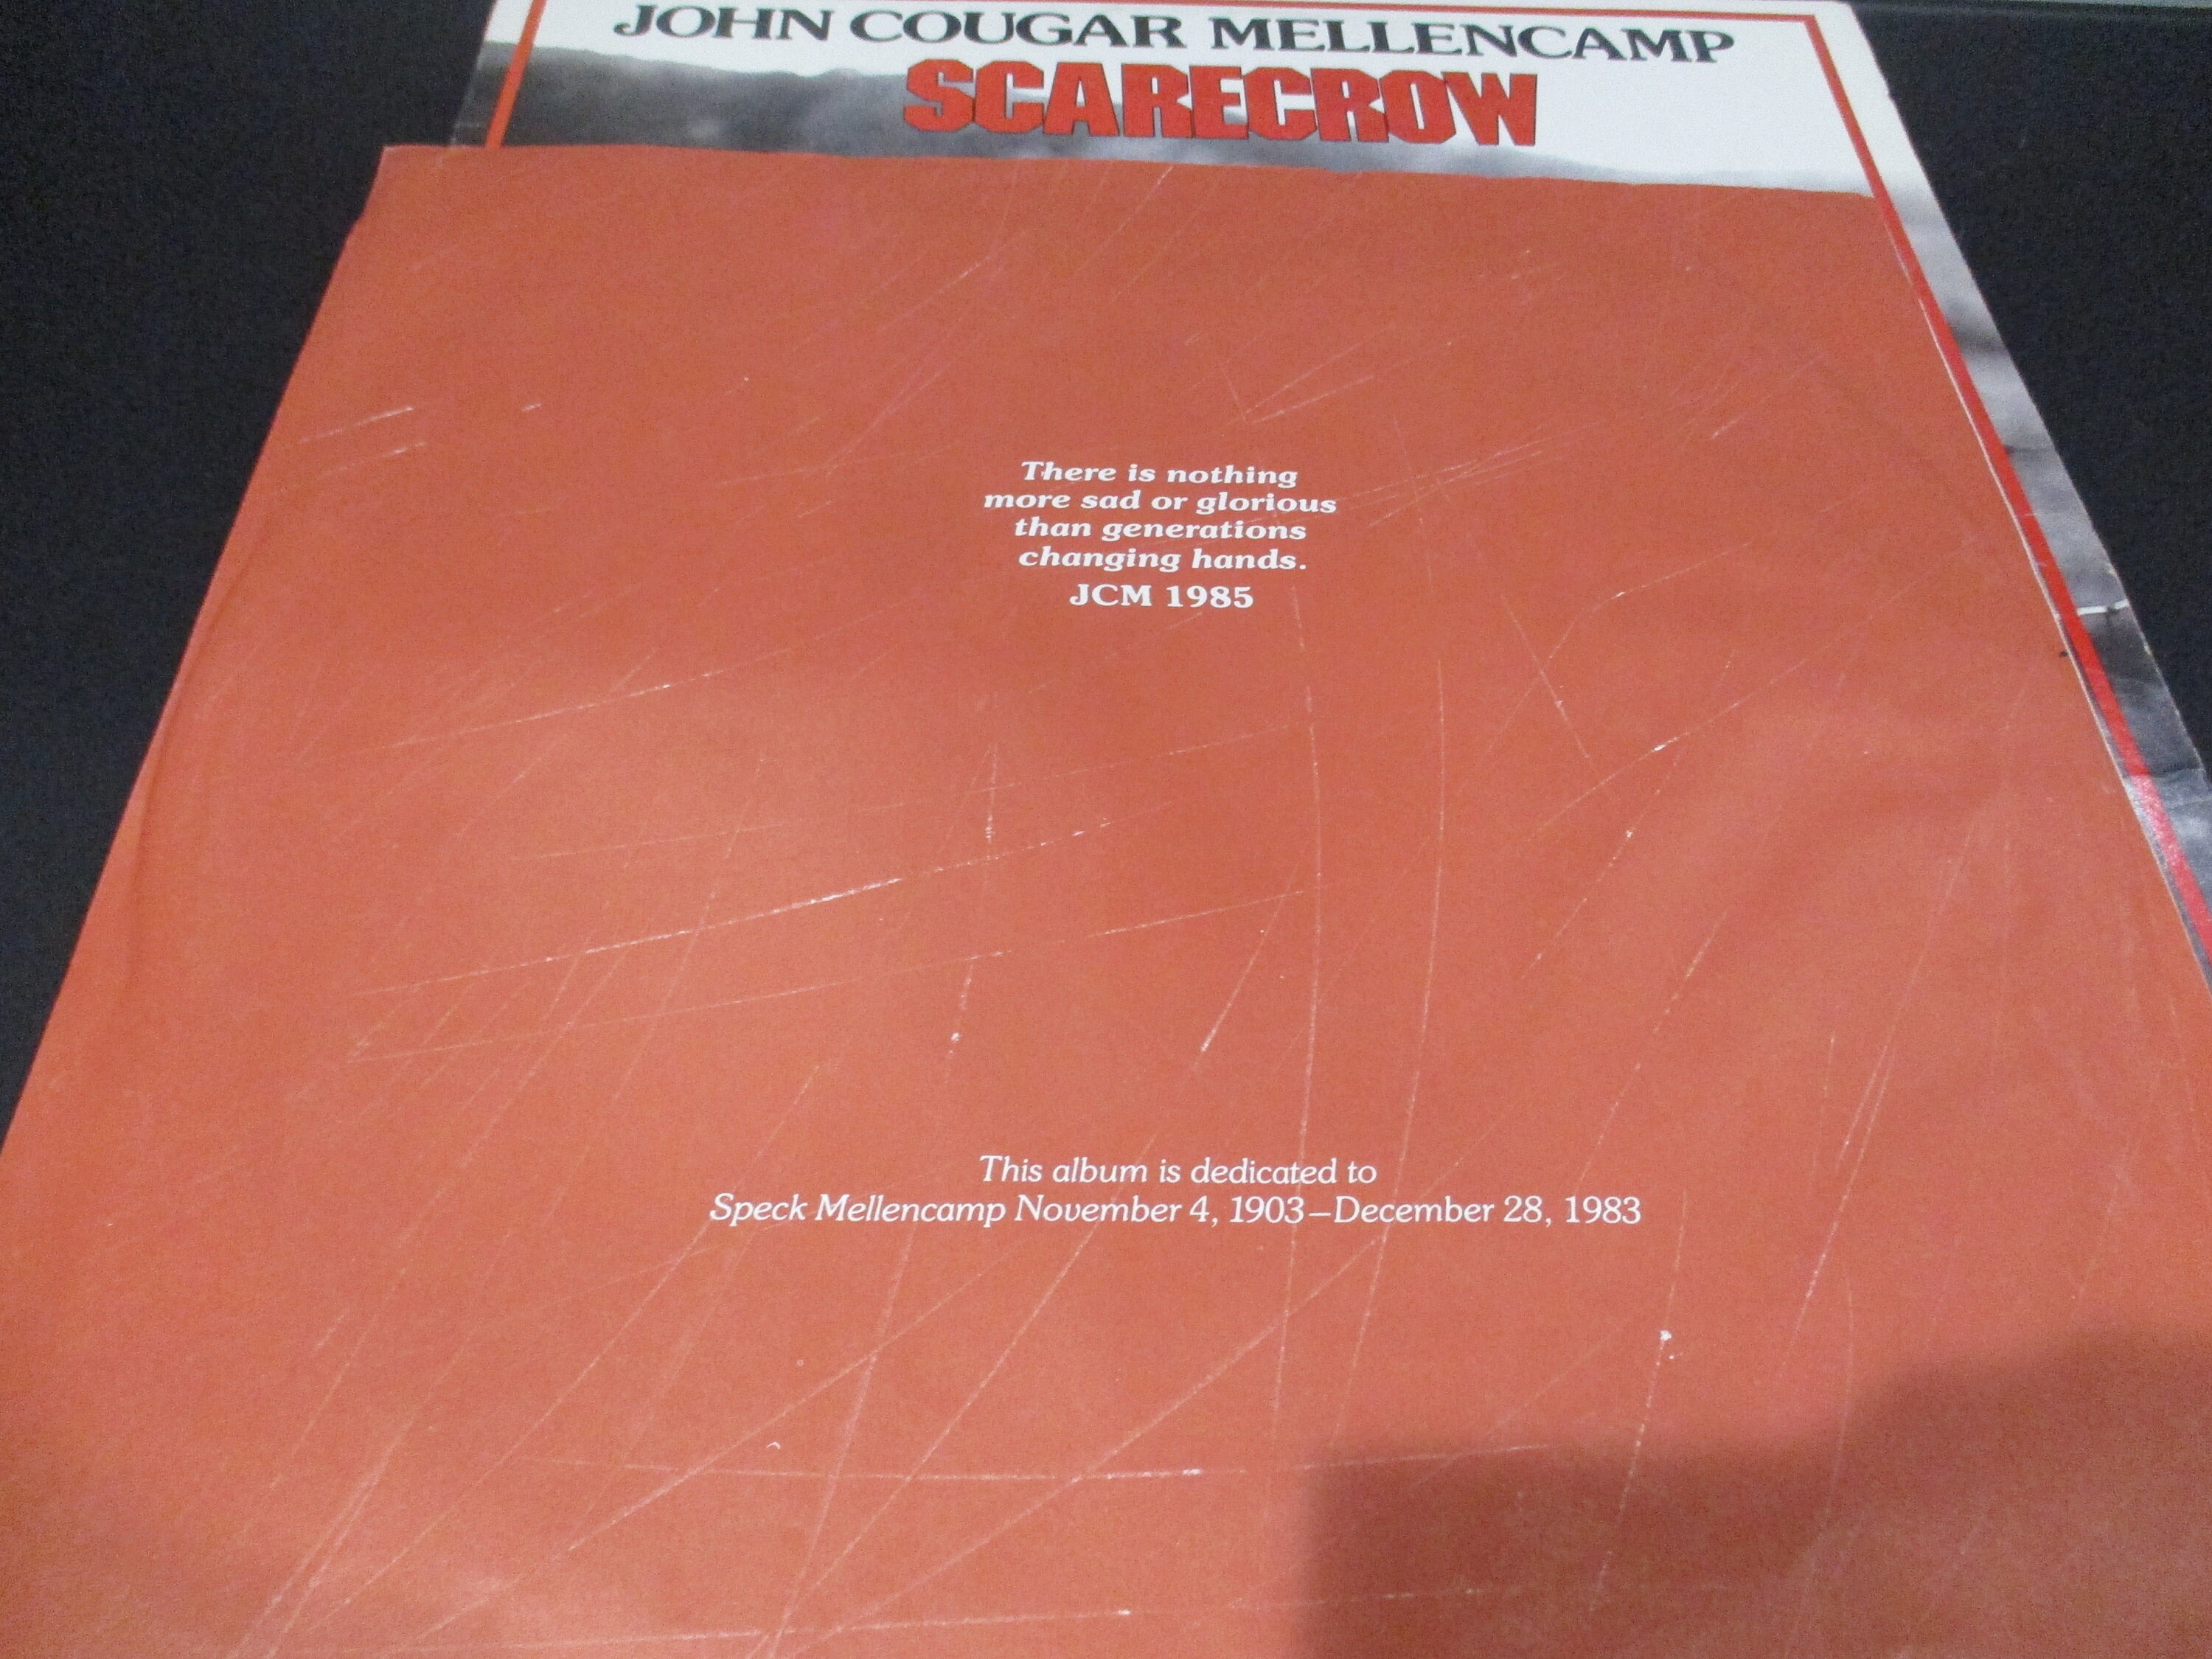 JOHN COUGAR MELLENCAMP
SCARECROW
There is nothing
more sad or glorious
than generations
changing hands.
JCM 1985
This album is dedicated to
Speck Mellencamp November 4, 1903–December 28, 1983